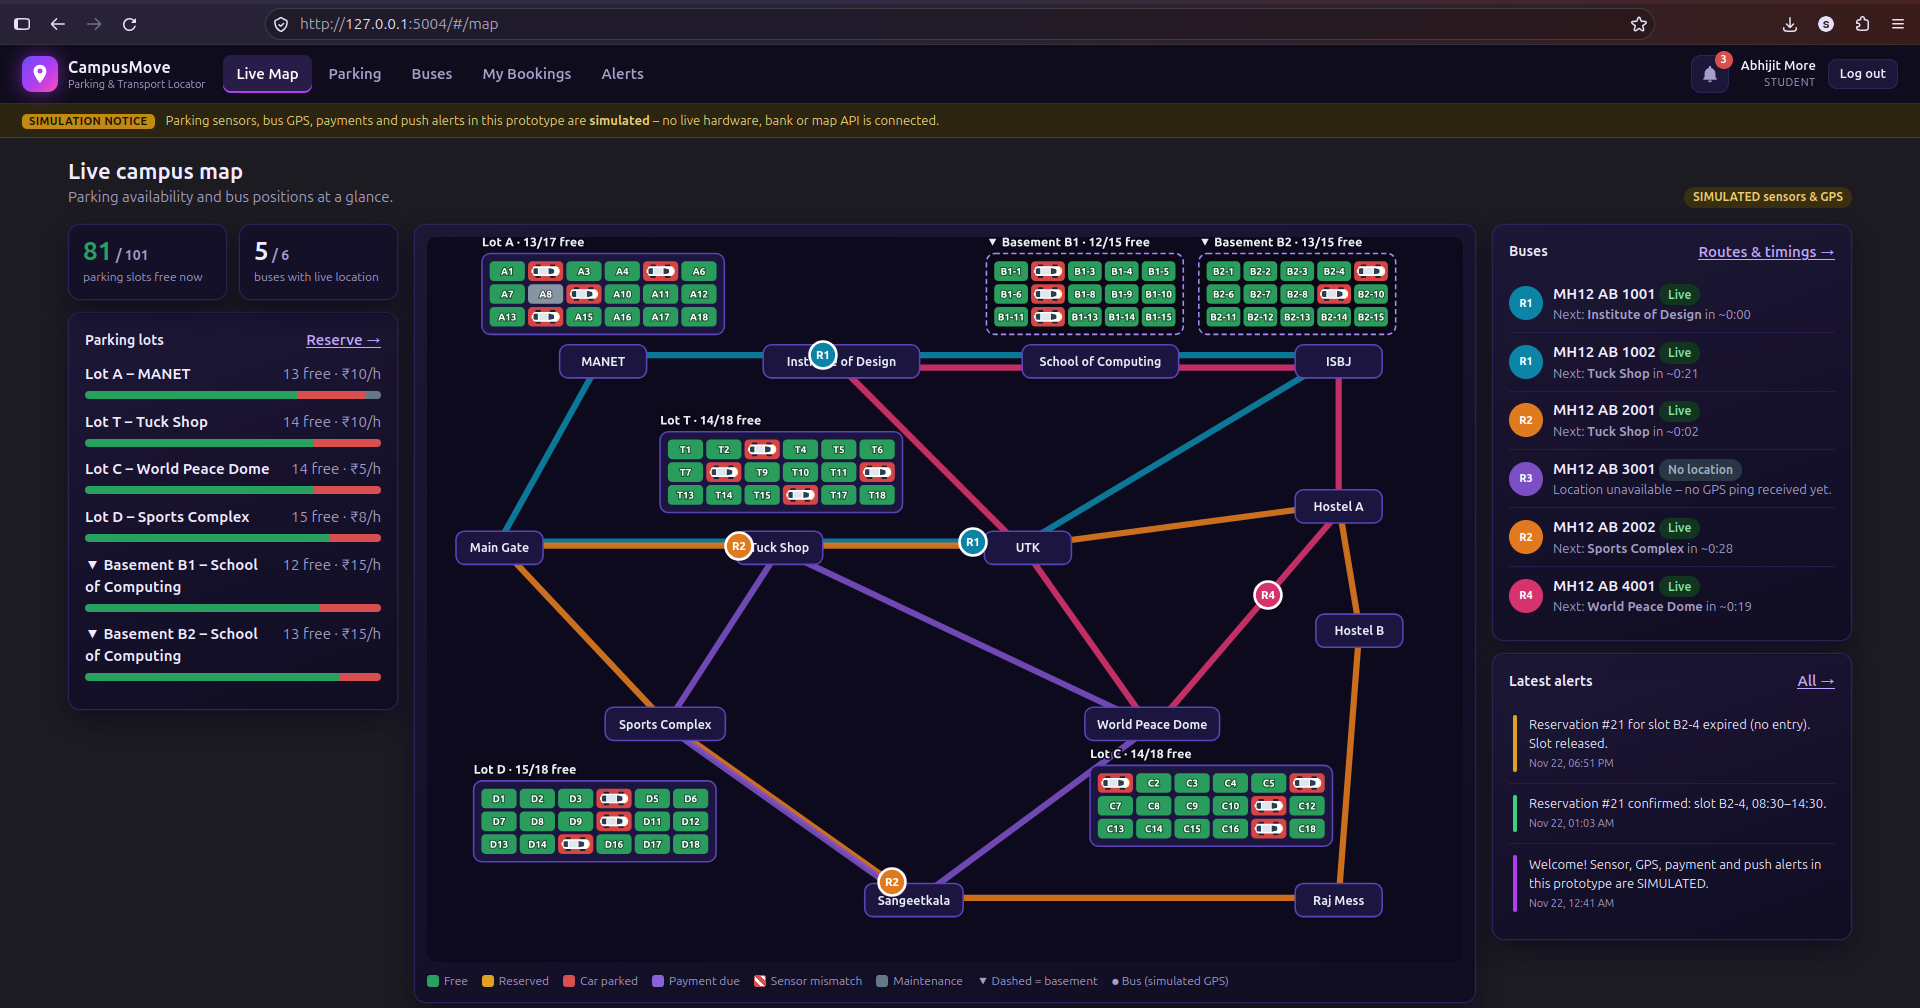 http://127.0.0.1:5004/#/map
S
CampusMove
Parking & Transport Locator
Live Map
Parking
Buses
My Bookings
Alerts
3
Abhijit More
STUDENT
Log out
SIMULATION NOTICE
Parking sensors, bus GPS, payments and push alerts in this prototype are simulated – no live hardware, bank or map API is connected.
Live campus map
Parking availability and bus positions at a glance.
SIMULATED sensors & GPS
81 / 101
parking slots free now
5 / 6
buses with live location
Parking lots
Reserve →
Lot A – MANET
13 free · ₹10/h
Lot T – Tuck Shop
14 free · ₹10/h
Lot C – World Peace Dome
14 free · ₹5/h
Lot D – Sports Complex
15 free · ₹8/h
▼ Basement B1 – School
of Computing
12 free · ₹15/h
▼ Basement B2 – School
of Computing
13 free · ₹15/h
Lot A · 13/17 free
A1 A3 A4 A6
A7 A8 A10 A11 A12
A13 A15 A16 A17 A18
▼ Basement B1 · 12/15 free
B1-1 B1-3 B1-4 B1-5
B1-6 B1-8 B1-9 B1-10
B1-11 B1-13 B1-14 B1-15
▼ Basement B2 · 13/15 free
B2-1 B2-2 B2-3 B2-4
B2-6 B2-7 B2-8 B2-10
B2-11 B2-12 B2-13 B2-14 B2-15
MANET
R1
of Design
School of Computing
ISBJ
Lot T · 14/18 free
T1 T2 T4 T5 T6
T7 T9 T10 T11
T13 T14 T15 T17 T18
Hostel A
Main Gate
R2
Tuck Shop
R1
UTK
R4
Hostel B
Sports Complex
World Peace Dome
Lot D · 15/18 free
D1 D2 D3 D5 D6
D7 D8 D9 D11 D12
D13 D14 D16 D17 D18
Lot C · 14/18 free
C2 C3 C4 C5
C7 C8 C9 C10 C12
C13 C14 C15 C16 C18
R2
Sangeetkala
Raj Mess
Free
Reserved
Car parked
Payment due
Sensor mismatch
Maintenance
▼ Dashed = basement
● Bus (simulated GPS)
Buses
Routes & timings →
R1
MH12 AB 1001 Live
Next: Institute of Design in ~0:00
R1
MH12 AB 1002 Live
Next: Tuck Shop in ~0:21
R2
MH12 AB 2001 Live
Next: Tuck Shop in ~0:02
R3
MH12 AB 3001 No location
Location unavailable – no GPS ping received yet.
R2
MH12 AB 2002 Live
Next: Sports Complex in ~0:28
R4
MH12 AB 4001 Live
Next: World Peace Dome in ~0:19
Latest alerts
All →
Reservation #21 for slot B2-4 expired (no entry).
Slot released.
Nov 22, 06:51 PM
Reservation #21 confirmed: slot B2-4, 08:30–14:30.
Nov 22, 01:03 AM
Welcome! Sensor, GPS, payment and push alerts in
this prototype are SIMULATED.
Nov 22, 12:41 AM